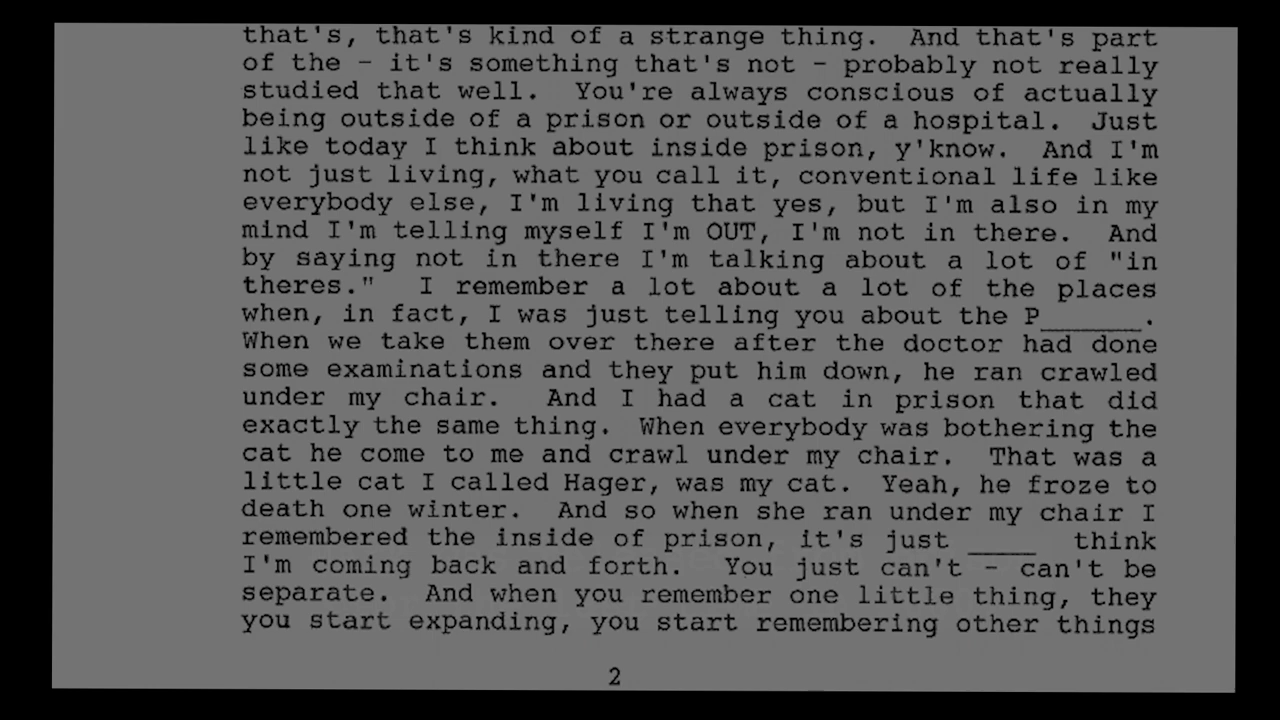 that's, that's kind of a strange thing.  And that's part
of the - it's something that's not - probably not really
studied that well.  You're always conscious of actually
being outside of a prison or outside of a hospital.  Just
like today I think about inside prison, y'know.  And I'm
not just living, what you call it, conventional life like
everybody else, I'm living that yes, but I'm also in my
mind I'm telling myself I'm OUT, I'm not in there.  And
by saying not in there I'm talking about a lot of "in
theres."  I remember a lot about a lot of the places
when, in fact, I was just telling you about the P______.
When we take them over there after the doctor had done
some examinations and they put him down, he ran crawled
under my chair.  And I had a cat in prison that did
exactly the same thing.  When everybody was bothering the
cat he come to me and crawl under my chair.  That was a
little cat I called Hager, was my cat.  Yeah, he froze to
death one winter.  And so when she ran under my chair I
remembered the inside of prison, it's just ____  think
I'm coming back and forth.  You just can't - can't be
separate.  And when you remember one little thing, they
you start expanding, you start remembering other things
2